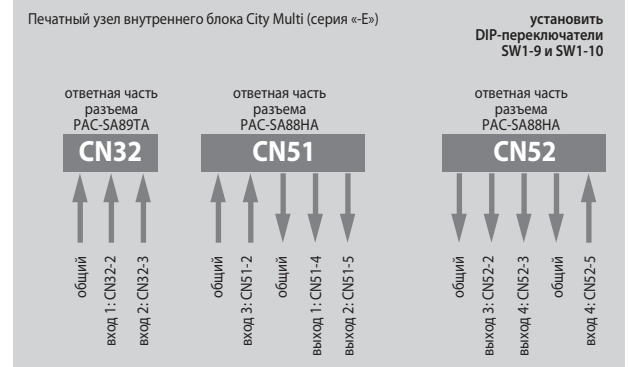 Печатный узел внутреннего блока City Multi (серия «-Е»)
установить
DIP-переключатели
SW1-9 и SW1-10
ответная часть
разъема
PAC-SA89TA
CN32
общий
вход 1: CN32-2
вход 2: CN32-3
ответная часть
разъема
PAC-SA88HA
CN51
общий
вход 3: CN51-2
общий
выход 1: CN51-4
выход 2: CN51-5
ответная часть
разъема
PAC-SA88HA
CN52
общий
выход 3: CN52-2
выход 4: CN52-3
общий
вход 4: CN52-5